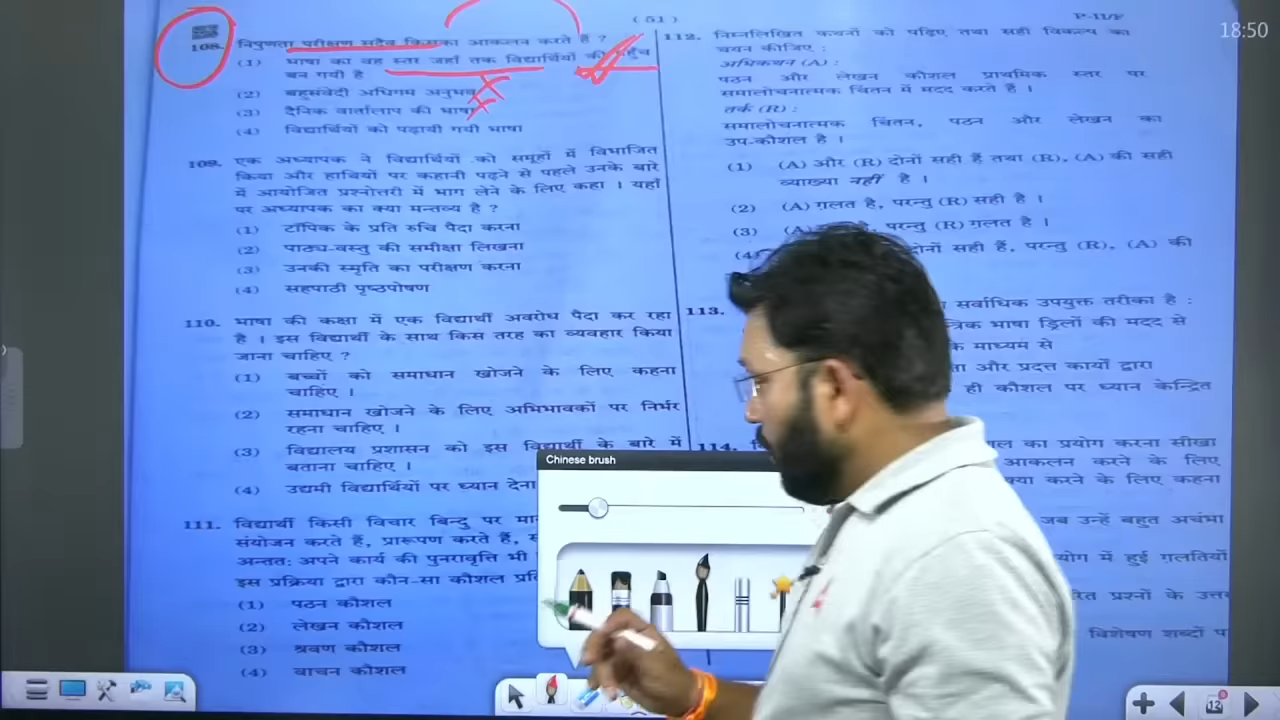 ( 51 )
P-II/F
18:50
108. निपुणता परीक्षण सदैव किसका आकलन करते हैं ?
(1) भाषा का वह स्तर जहाँ तक विद्यार्थियों की पहुँच
बन गयी है
(2) बहुसंवेदी अधिगम अनुभव
(3) दैनिक वार्तालाप की भाषा
(4) विद्यार्थियों को पढ़ायी गयी भाषा
109. एक अध्यापक ने विद्यार्थियों को समूहों में विभाजित
किया और हाथियों पर कहानी पढ़ने से पहले उनके बारे
में आयोजित प्रश्नोत्तरी में भाग लेने के लिए कहा । यहाँ
पर अध्यापक का क्या मन्तव्य है ?
(1) टॉपिक के प्रति रुचि पैदा करना
(2) पाठ्य-वस्तु की समीक्षा लिखना
(3) उनकी स्मृति का परीक्षण करना
(4) सहपाठी पृष्ठपोषण
110. भाषा की कक्षा में एक विद्यार्थी अवरोध पैदा कर रहा
है । इस विद्यार्थी के साथ किस तरह का व्यवहार किया
जाना चाहिए ?
(1) बच्चों को समाधान खोजने के लिए कहना
चाहिए ।
(2) समाधान खोजने के लिए अभिभावकों पर निर्भर
रहना चाहिए ।
(3) विद्यालय प्रशासन को इस विद्यार्थी के बारे में
बताना चाहिए ।
(4) उद्यमी विद्यार्थियों पर ध्यान देना
111. विद्यार्थी किसी विचार बिन्दु पर
संयोजन करते हैं, प्रारूपण करते हैं,
अन्ततः अपने कार्य की पुनरावृत्ति भी
इस प्रक्रिया द्वारा कौन-सा कौशल
(1) पठन कौशल
(2) लेखन कौशल
(3) श्रवण कौशल
(4) वाचन कौशल
112. निम्नलिखित कथनों को पढ़िए तथा सही विकल्प का
चयन कीजिए :
अभिकथन (A) :
पठन और लेखन कौशल प्राथमिक स्तर पर
समालोचनात्मक चिंतन में मदद करते हैं ।
तर्क (R) :
समालोचनात्मक चिंतन, पठन और लेखन का
उप-कौशल है ।
(1) (A) और (R) दोनों सही हैं तथा (R), (A) की सही
व्याख्या नहीं है ।
(2) (A) ग़लत है, परन्तु (R) सही है ।
(3) (A) है, परन्तु (R) ग़लत है ।
(4) दोनों सही हैं, परन्तु (R), (A) की
113. सर्वाधिक उपयुक्त तरीका है :
भाषा ड्रिलों की मदद से
के माध्यम से
और प्रदत्त कार्यों द्वारा
ही कौशल पर ध्यान केन्द्रित
114. का प्रयोग करना सीखा
आकलन करने के लिए
क्या करने के लिए कहना
जब उन्हें बहुत अचंभा
में हुई ग़लतियों
प्रश्नों के
विशेषण शब्दों
Chinese brush
12